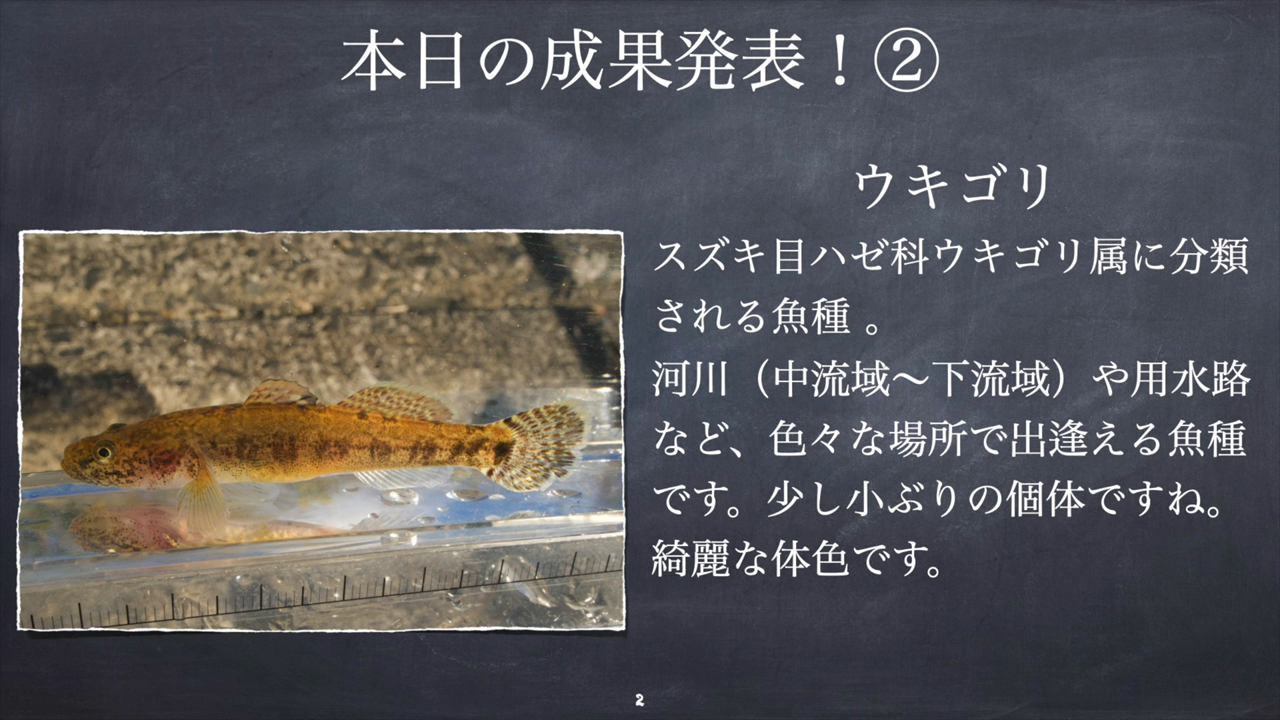 本日の成果発表！②
ウキゴリ
スズキ目ハゼ科ウキゴリ属に分類
される魚種 。
河川（中流域〜下流域）や用水路
など、色々な場所で出逢える魚種
です。少し小ぶりの個体ですね。
綺麗な体色です。
2